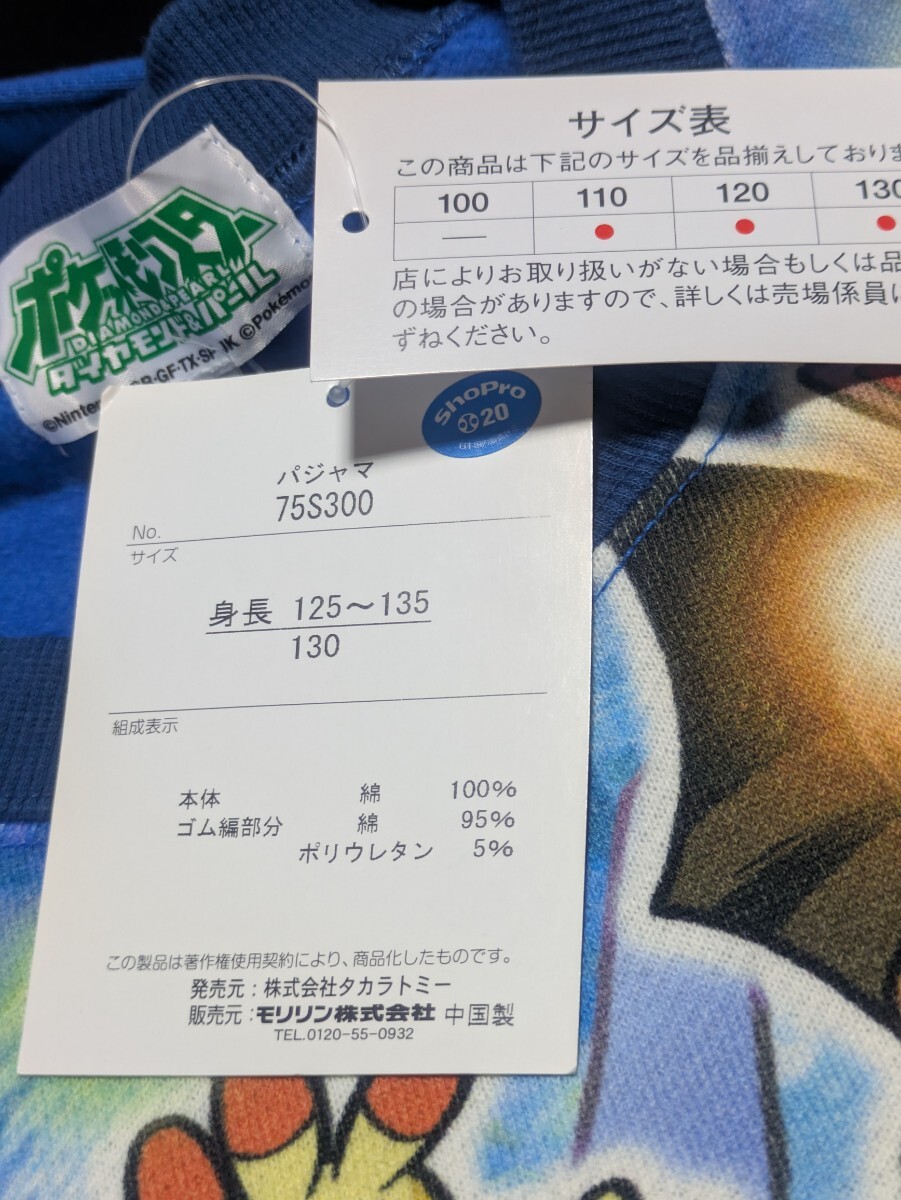 サイズ表
この商品は下記のサイズを品揃えしておりま
100 110 120 130
— ● ● ●
店によりお取り扱いがない場合もしくは品
の場合がありますので、詳しくは売場係員に
ずねください。
ポケットモンスター
DIAMOND&PEARL
ダイヤモンド&パール
©Ninten GF・TX・SP JK ©Pokémo
ShoPro
20
パジャマ
No. 75S300
サイズ
身長 125～135
130
組成表示
本体 綿 100%
ゴム編部分 綿 95%
ポリウレタン 5%
この製品は著作権使用契約により、商品化したものです。
発売元：株式会社タカラトミー
販売元：モリリン株式会社 中国製
TEL.0120-55-0932